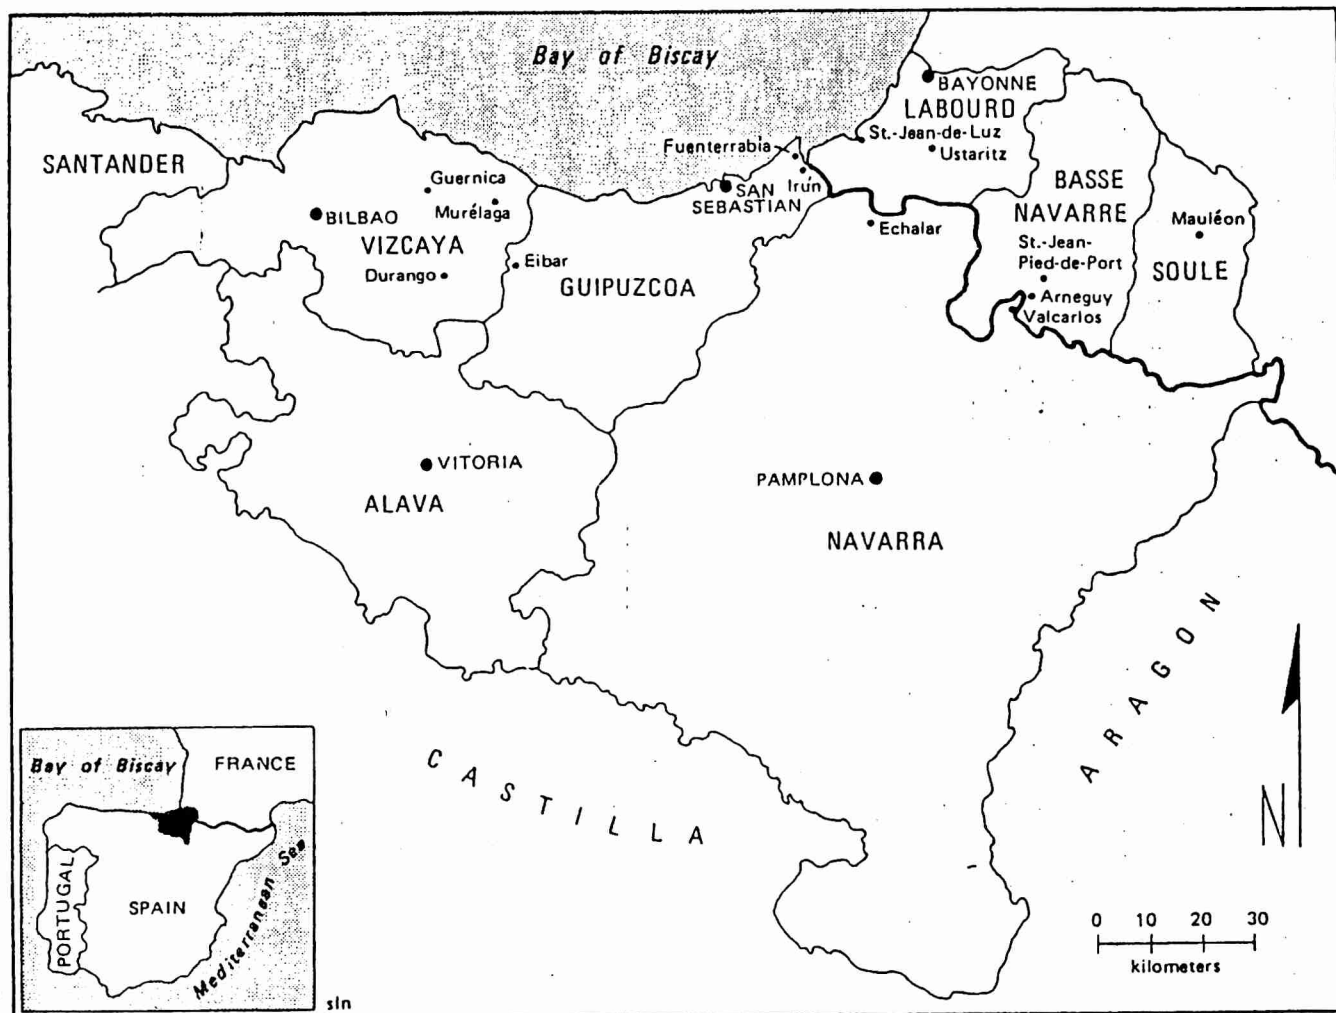 Bay of Biscay
BAYONNE
LABOURD
St.-Jean-de-Luz
Ustaritz
Fuenterrabia
Irún
SAN
SEBASTIAN
SANTANDER
Guernica
Murélaga
BILBAO
VIZCAYA
Durango
Eibar
GUIPUZCOA
Echalar
BASSE
NAVARRE
St.-Jean-
Pied-de-Port
Arneguy
Valcarlos
Mauléon
SOULE
VITORIA
ALAVA
PAMPLONA
NAVARRA
ARAGON
CASTILLA
N
0 10 20 30
kilometers
Bay of Biscay
FRANCE
PORTUGAL
SPAIN
Mediterranean Sea
sln